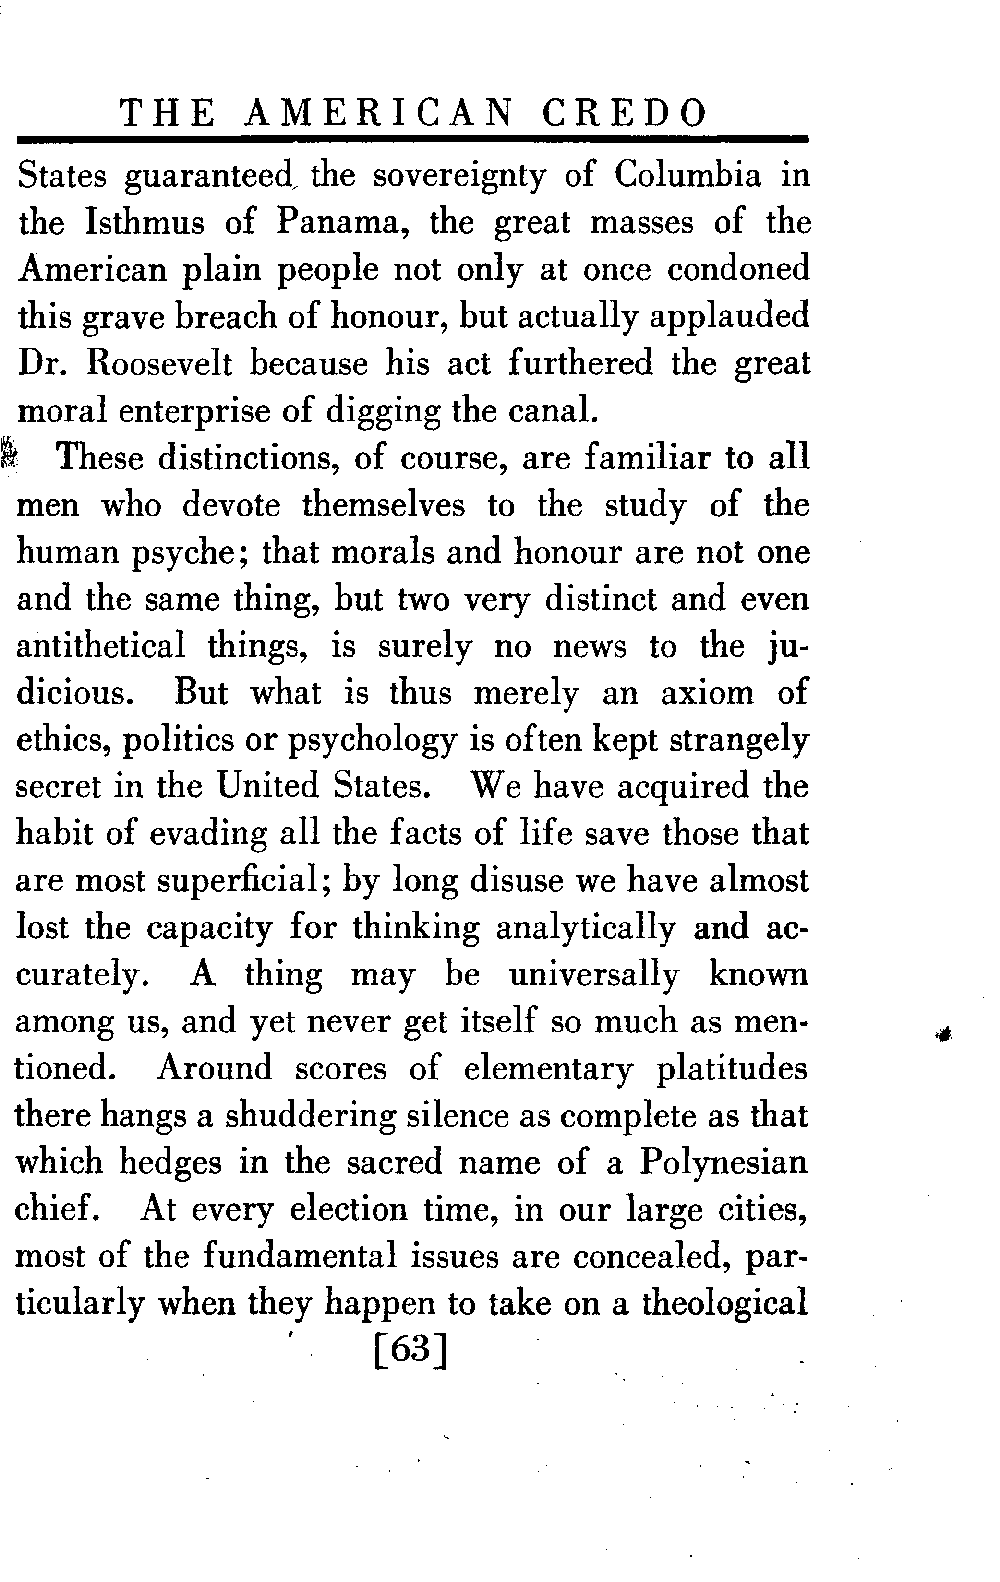 THE AMERICAN CREDO
States guaranteed the sovereignty of Columbia in
the Isthmus of Panama, the great masses of the
American plain people not only at once condoned
this grave breach of honour, but actually applauded
Dr. Roosevelt because his act furthered the great
moral enterprise of digging the canal.
These distinctions, of course, are familiar to all
men who devote themselves to the study of the
human psyche; that morals and honour are not one
and the same thing, but two very distinct and even
antithetical things, is surely no news to the ju-
dicious. But what is thus merely an axiom of
ethics, politics or psychology is often kept strangely
secret in the United States. We have acquired the
habit of evading all the facts of life save those that
are most superficial; by long disuse we have almost
lost the capacity for thinking analytically and ac-
curately. A thing may be universally known
among us, and yet never get itself so much as men-
tioned. Around scores of elementary platitudes
there hangs a shuddering silence as complete as that
which hedges in the sacred name of a Polynesian
chief. At every election time, in our large cities,
most of the fundamental issues are concealed, par-
ticularly when they happen to take on a theological
[63]